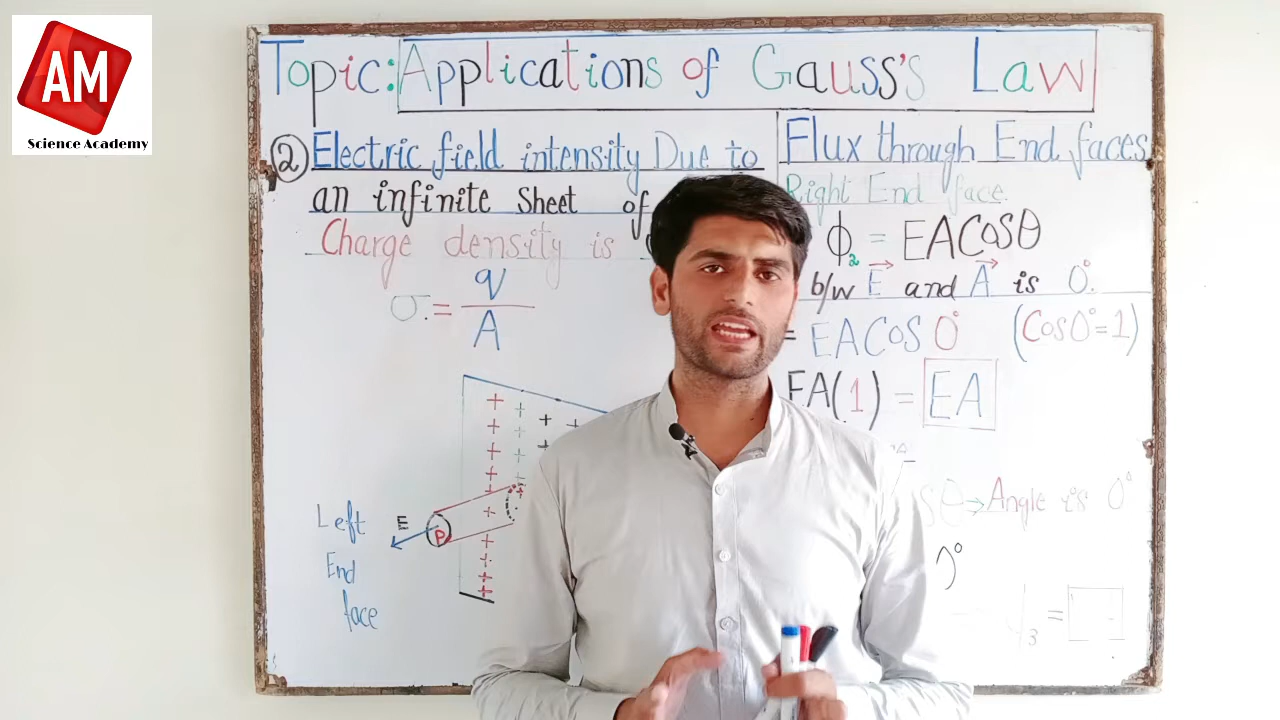 AM
Science Academy
Topic: Applications of Gauss's Law
② Electric field intensity Due to
an infinite Sheet of
Charge density is
σ = q/A
Left
End
face
E
P
Flux through End faces
Right End face.
ϕ₂ = EACosθ
b/w E⃗ and A⃗ is 0°.
= EACos0° (Cos0°=1)
EA(1) = EA
θ → Angle is 0°